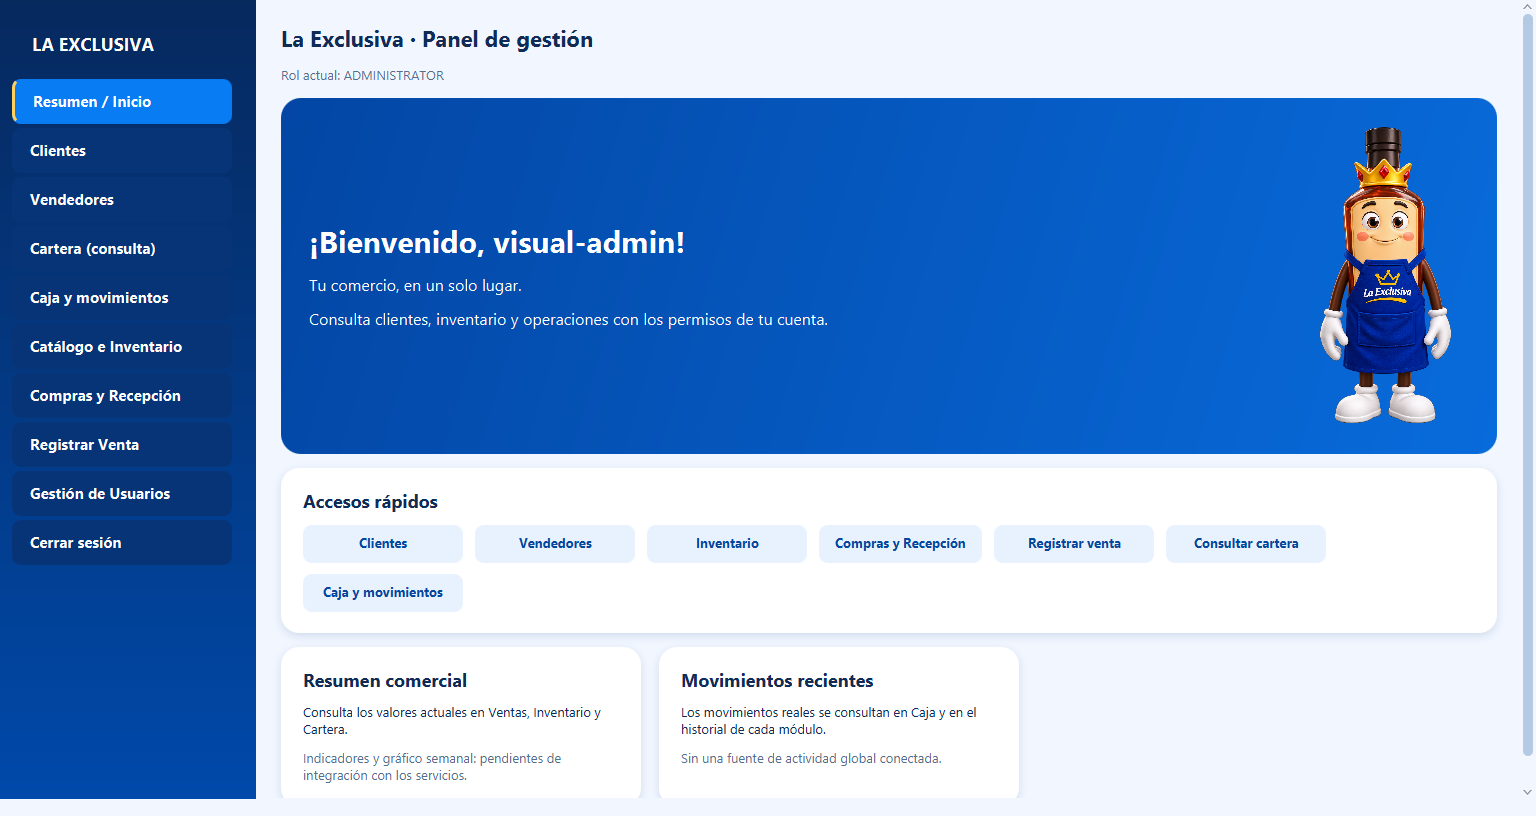 LA EXCLUSIVA
Resumen / Inicio
Clientes
Vendedores
Cartera (consulta)
Caja y movimientos
Catálogo e Inventario
Compras y Recepción
Registrar Venta
Gestión de Usuarios
Cerrar sesión
La Exclusiva · Panel de gestión
Rol actual: ADMINISTRATOR
¡Bienvenido, visual-admin!
Tu comercio, en un solo lugar.
Consulta clientes, inventario y operaciones con los permisos de tu cuenta.
La Exclusiva
Accesos rápidos
Clientes
Vendedores
Inventario
Compras y Recepción
Registrar venta
Consultar cartera
Caja y movimientos
Resumen comercial
Consulta los valores actuales en Ventas, Inventario y
Cartera.
Indicadores y gráfico semanal: pendientes de
integración con los servicios.
Movimientos recientes
Los movimientos reales se consultan en Caja y en el
historial de cada módulo.
Sin una fuente de actividad global conectada.